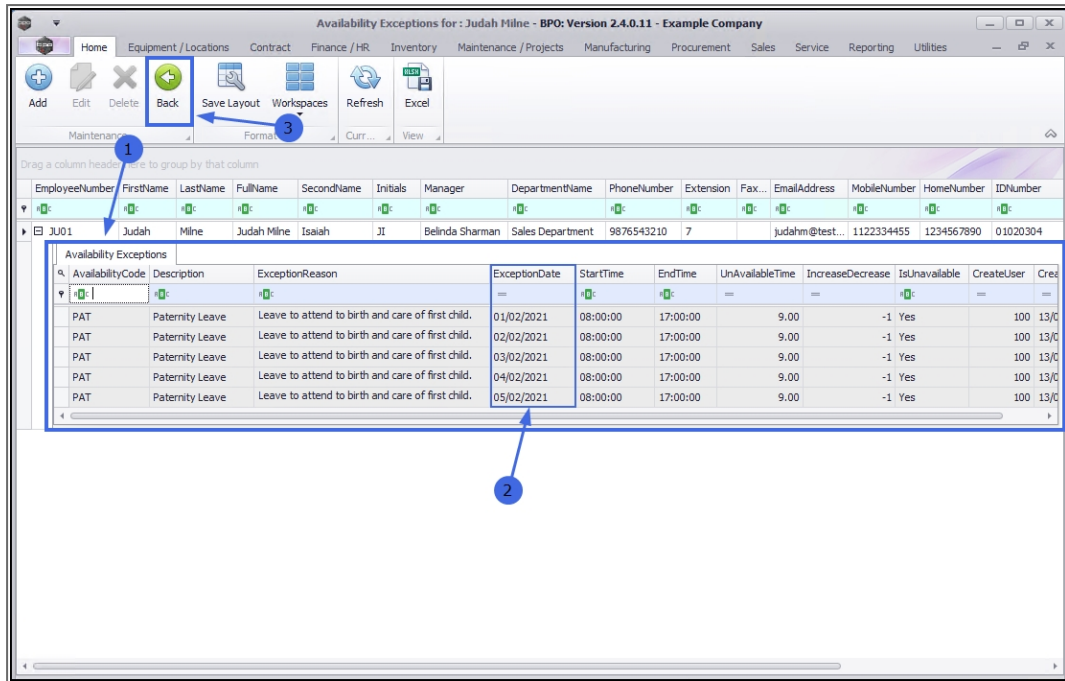 Availability Exceptions for : Judah Milne - BPO: Version 2.4.0.11 - Example Company
Home Equipment / Locations Contract Finance / HR Inventory Maintenance / Projects Manufacturing Procurement Sales Service Reporting Utilities
Add Edit Delete Back Save Layout Workspaces Refresh Excel
Maintenance Format Curr... View
3
1
Drag a column header here to group by that column
EmployeeNumber FirstName LastName FullName SecondName Initials Manager DepartmentName PhoneNumber Extension Fax... EmailAddress MobileNumber HomeNumber IDNumber
JU01 Judah Milne Judah Milne Isaiah JI Belinda Sharman Sales Department 9876543210 7 judahm@test... 1122334455 1234567890 01020304
Availability Exceptions
AvailabilityCode Description ExceptionReason ExceptionDate StartTime EndTime UnAvailableTime IncreaseDecrease IsUnavailable CreateUser Crea
PAT Paternity Leave Leave to attend to birth and care of first child. 01/02/2021 08:00:00 17:00:00 9.00 -1 Yes 100 13/0
PAT Paternity Leave Leave to attend to birth and care of first child. 02/02/2021 08:00:00 17:00:00 9.00 -1 Yes 100 13/0
PAT Paternity Leave Leave to attend to birth and care of first child. 03/02/2021 08:00:00 17:00:00 9.00 -1 Yes 100 13/0
PAT Paternity Leave Leave to attend to birth and care of first child. 04/02/2021 08:00:00 17:00:00 9.00 -1 Yes 100 13/0
PAT Paternity Leave Leave to attend to birth and care of first child. 05/02/2021 08:00:00 17:00:00 9.00 -1 Yes 100 13/0
2